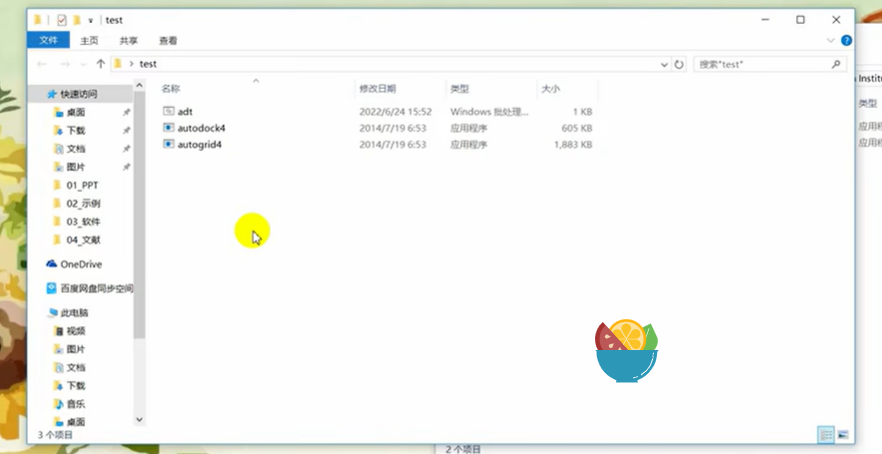 test
文件 主页 共享 查看
test 搜索"test"
名称 修改日期 类型 大小
adt 2022/6/24 15:52 Windows 批处理... 1 KB
autodock4 2014/7/19 6:53 应用程序 605 KB
autogrid4 2014/7/19 6:53 应用程序 1,883 KB
快速访问
桌面
下载
文档
图片
01_PPT
02_示例
03_软件
04_文献
OneDrive
百度网盘同步空间
此电脑
视频
图片
文档
下载
音乐
桌面
3 个项目
Institu
类型
应用程
应用程
2 个项目